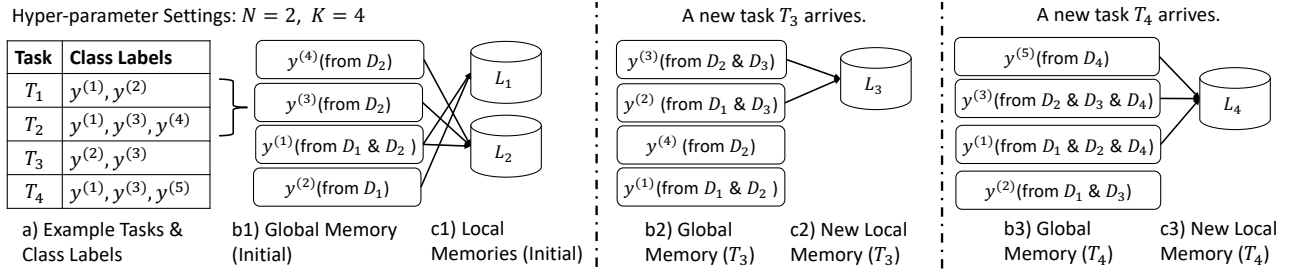 Hyper-parameter Settings: N = 2, K = 4
Task Class Labels
T₁ y⁽¹⁾, y⁽²⁾
T₂ y⁽¹⁾, y⁽³⁾, y⁽⁴⁾
T₃ y⁽²⁾, y⁽³⁾
T₄ y⁽¹⁾, y⁽³⁾, y⁽⁵⁾
a) Example Tasks &
Class Labels
y⁽⁴⁾(from D₂)
y⁽³⁾(from D₂)
y⁽¹⁾(from D₁ & D₂ )
y⁽²⁾(from D₁)
b1) Global Memory
(Initial)
L₁
L₂
c1) Local
Memories (Initial)
A new task T₃ arrives.
y⁽³⁾(from D₂ & D₃)
y⁽²⁾ (from D₁ & D₃)
y⁽⁴⁾ (from D₂)
y⁽¹⁾(from D₁ & D₂ )
b2) Global
Memory (T₃)
L₃
c2) New Local
Memory (T₃)
A new task T₄ arrives.
y⁽⁵⁾(from D₄)
y⁽³⁾(from D₂ & D₃ & D₄)
y⁽¹⁾(from D₁ & D₂ & D₄)
y⁽²⁾(from D₁ & D₃)
b3) Global
Memory (T₄)
L₄
c3) New Local
Memory (T₄)